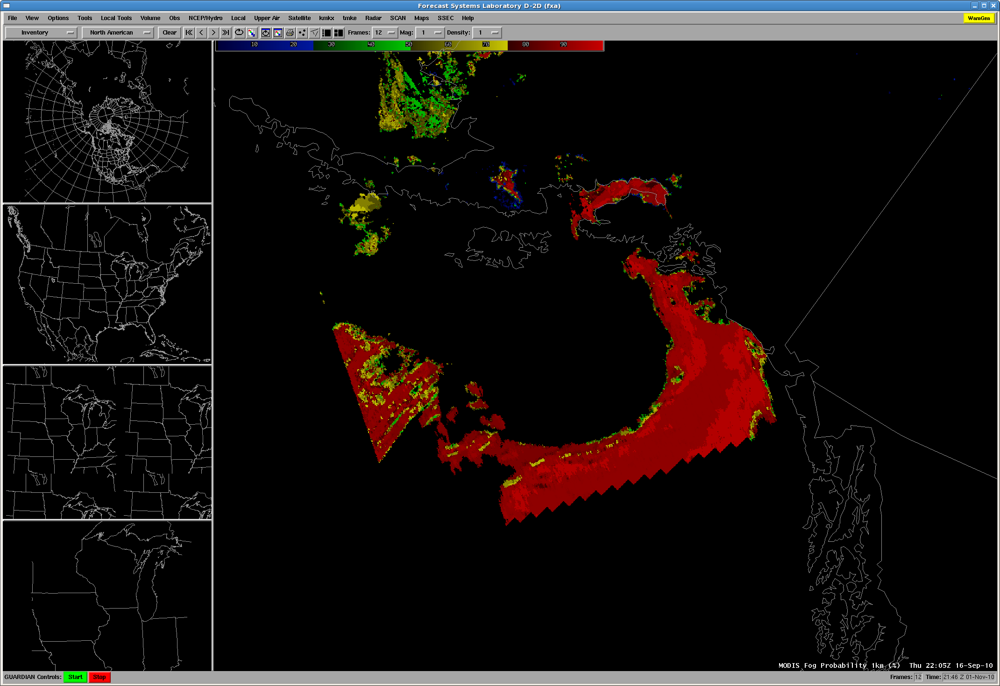 Forecast Systems Laboratory D-2D (fxa)
File View Options Tools Local Tools Volume Obs NCEP/Hydro Local Upper Air Satellite kmkx tmke Radar SCAN Maps SSEC Help WarnGen
Inventory North American Clear Frames: 12 Mag: 1 Density: 1
10 20 30 40 50 60 70 80 90
MODIS Fog Probability 1km (%) Thu 22:05Z 16-Sep-10
GUARDIAN Controls: Start Stop Frames: 12 Time: 21:46 Z 01-Nov-10